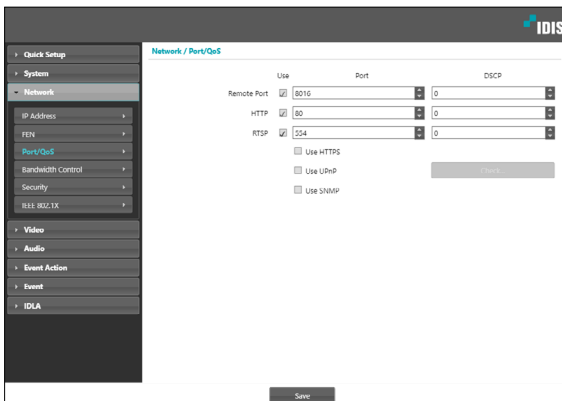 IDIS
Quick Setup
System
Network
IP Address
FEN
Port/QoS
Bandwidth Control
Security
IEEE 802.1X
Video
Audio
Event Action
Event
IDLA
Network / Port/QoS
Use Port DSCP
Remote Port 8016 0
HTTP 80 0
RTSP 554 0
Use HTTPS
Use UPnP Check...
Use SNMP
Save